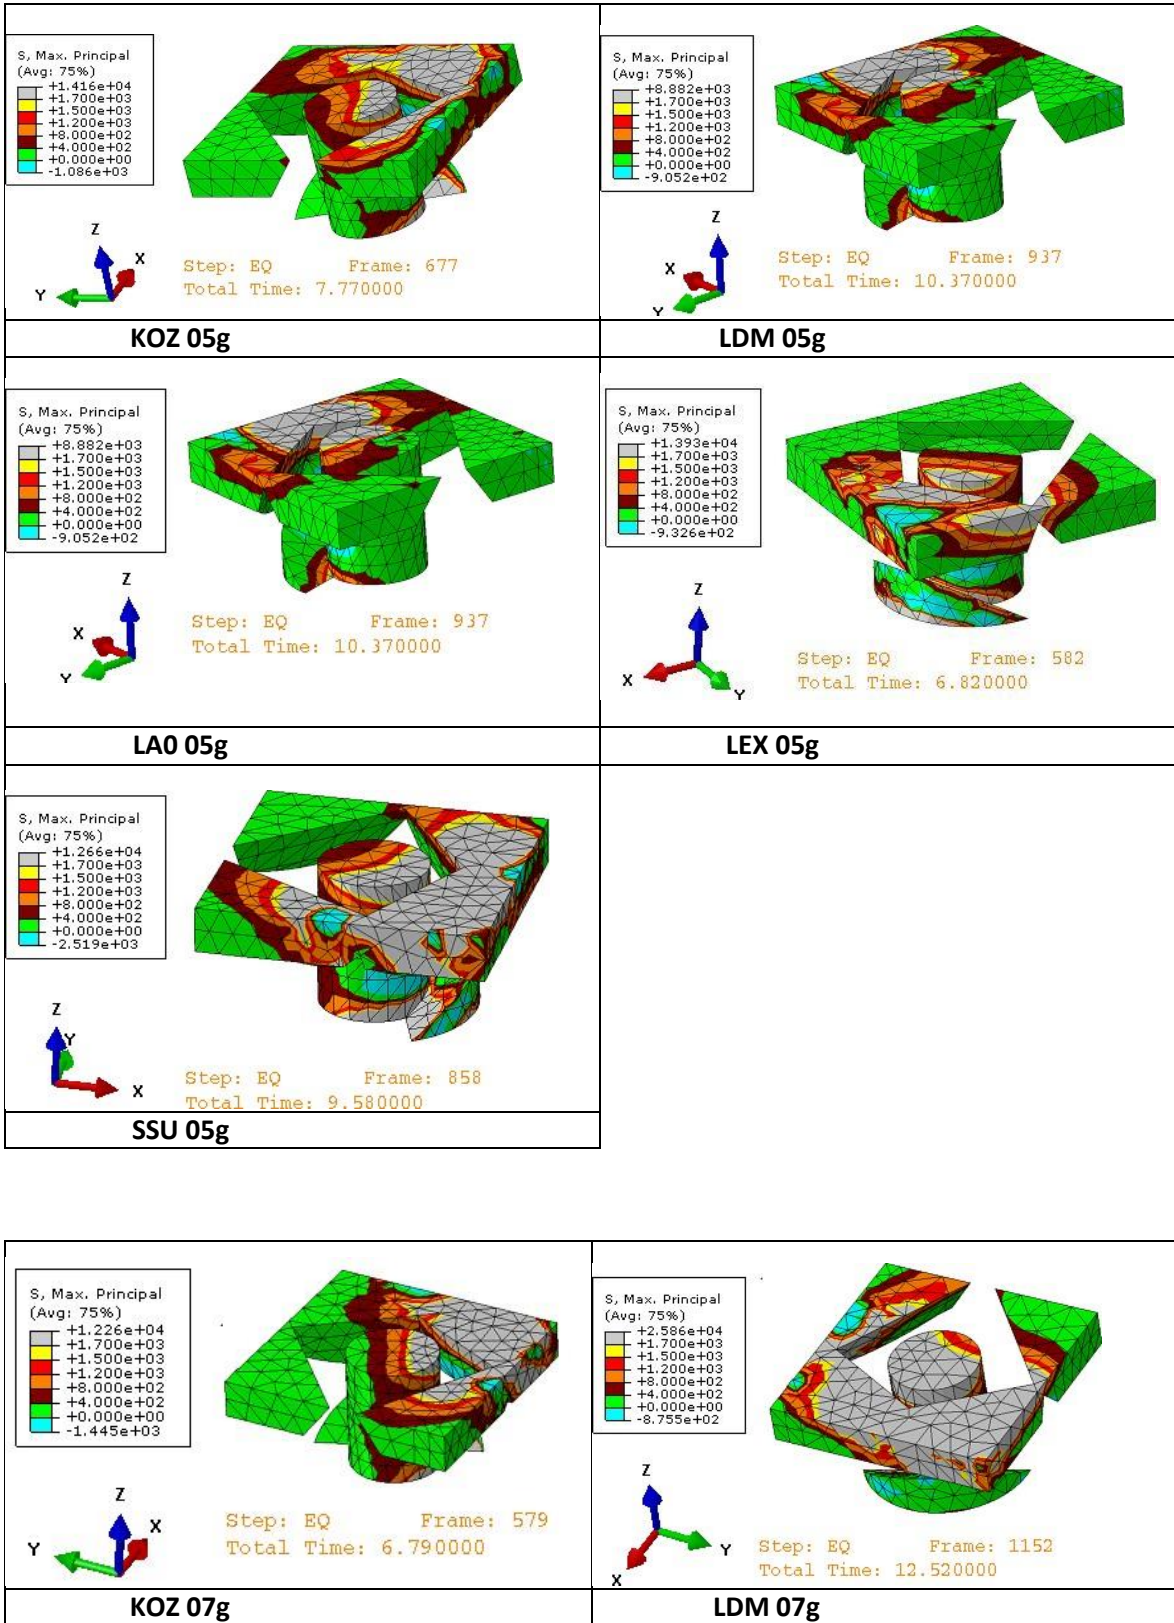 S, Max. Principal
(Avg: 75%)
+1.416e+04
+1.700e+03
+1.500e+03
+1.200e+03
+8.000e+02
+4.000e+02
+0.000e+00
-1.086e+03
Z
X
Y
Step: EQ Frame: 677
Total Time: 7.770000
KOZ 05g
S, Max. Principal
(Avg: 75%)
+8.882e+03
+1.700e+03
+1.500e+03
+1.200e+03
+8.000e+02
+4.000e+02
+0.000e+00
-9.052e+02
Z
X
Y
Step: EQ Frame: 937
Total Time: 10.370000
LDM 05g
S, Max. Principal
(Avg: 75%)
+8.882e+03
+1.700e+03
+1.500e+03
+1.200e+03
+8.000e+02
+4.000e+02
+0.000e+00
-9.052e+02
Z
X
Y
Step: EQ Frame: 937
Total Time: 10.370000
LA0 05g
S, Max. Principal
(Avg: 75%)
+1.393e+04
+1.700e+03
+1.500e+03
+1.200e+03
+8.000e+02
+4.000e+02
+0.000e+00
-9.326e+02
Z
X
Y
Step: EQ Frame: 582
Total Time: 6.820000
LEX 05g
S, Max. Principal
(Avg: 75%)
+1.266e+04
+1.700e+03
+1.500e+03
+1.200e+03
+8.000e+02
+4.000e+02
+0.000e+00
-2.519e+03
Z
Y
X
Step: EQ Frame: 858
Total Time: 9.580000
SSU 05g
S, Max. Principal
(Avg: 75%)
+1.226e+04
+1.700e+03
+1.500e+03
+1.200e+03
+8.000e+02
+4.000e+02
+0.000e+00
-1.445e+03
Z
X
Y
Step: EQ Frame: 579
Total Time: 6.790000
KOZ 07g
S, Max. Principal
(Avg: 75%)
+2.586e+04
+1.700e+03
+1.500e+03
+1.200e+03
+8.000e+02
+4.000e+02
+0.000e+00
-8.755e+02
Z
Y
X
Step: EQ Frame: 1152
Total Time: 12.520000
LDM 07g